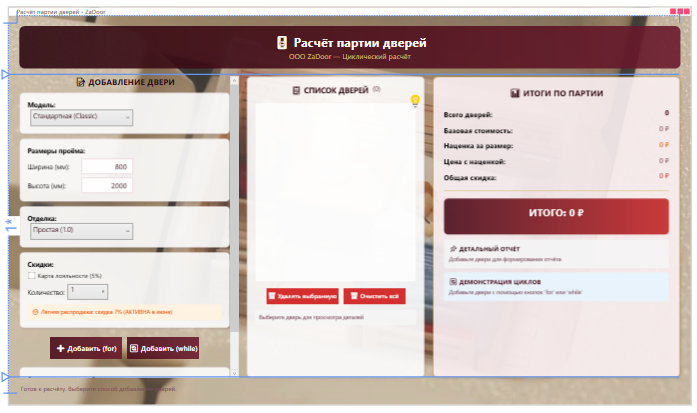 Расчёт партии дверей - ZaDoor
Расчёт партии дверей
ООО ZaDoor — Циклический расчёт
ДОБАВЛЕНИЕ ДВЕРИ
Модель:
Стандартная (Classic)
Размеры проёма:
Ширина (мм): 800
Высота (мм): 2000
Отделка:
Простая (1.0)
Скидки:
Карта лояльности (5%)
Количество: 1
Летняя распродажа: скидка 7% (АКТИВНА в июне)
Добавить (for) Добавить (while)
СПИСОК ДВЕРЕЙ (0)
Удалить выбранную Очистить всё
Выберите дверь для просмотра деталей
ИТОГИ ПО ПАРТИИ
Всего дверей: 0
Базовая стоимость: 0 ₽
Наценка за размер: 0 ₽
Цена с наценкой: 0 ₽
Общая скидка: 0 ₽
ИТОГО: 0 ₽
ДЕТАЛЬНЫЙ ОТЧЁТ
Добавьте двери для формирования отчёта
ДЕМОНСТРАЦИЯ ЦИКЛОВ
Добавьте двери с помощью кнопок 'for' или 'while'
Готов к расчёту. Выберите способ добавления дверей.
1*